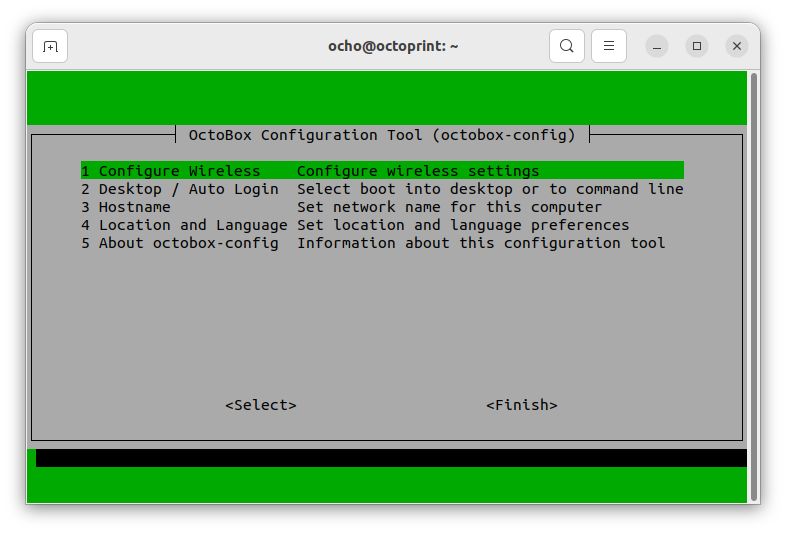 ocho@octoprint: ~
OctoBox Configuration Tool (octobox-config)
1 Configure Wireless    Configure wireless settings
2 Desktop / Auto Login  Select boot into desktop or to command line
3 Hostname              Set network name for this computer
4 Location and Language Set location and language preferences
5 About octobox-config  Information about this configuration tool
<Select>                     <Finish>